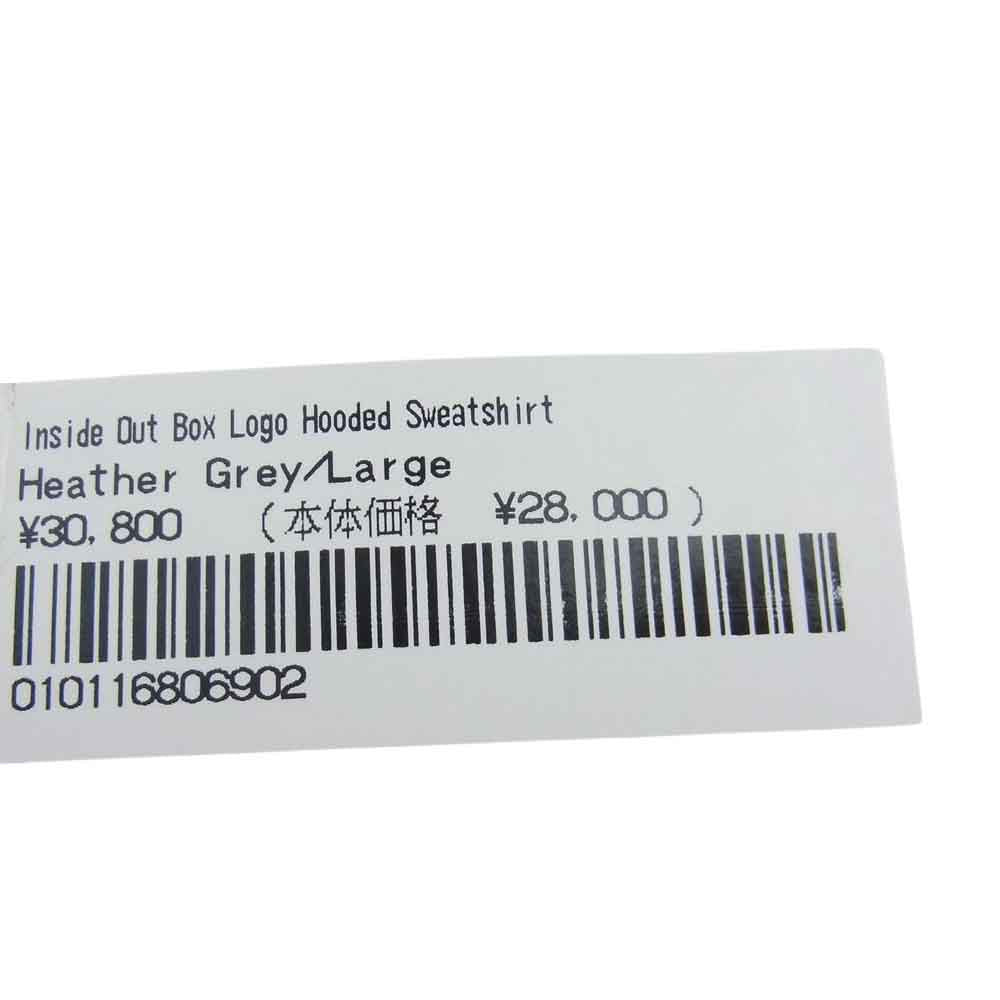 Inside Out Box Logo Hooded Sweatshirt
Heather Grey/Large
¥30,800 (本体価格 ¥28,000)
010116806902